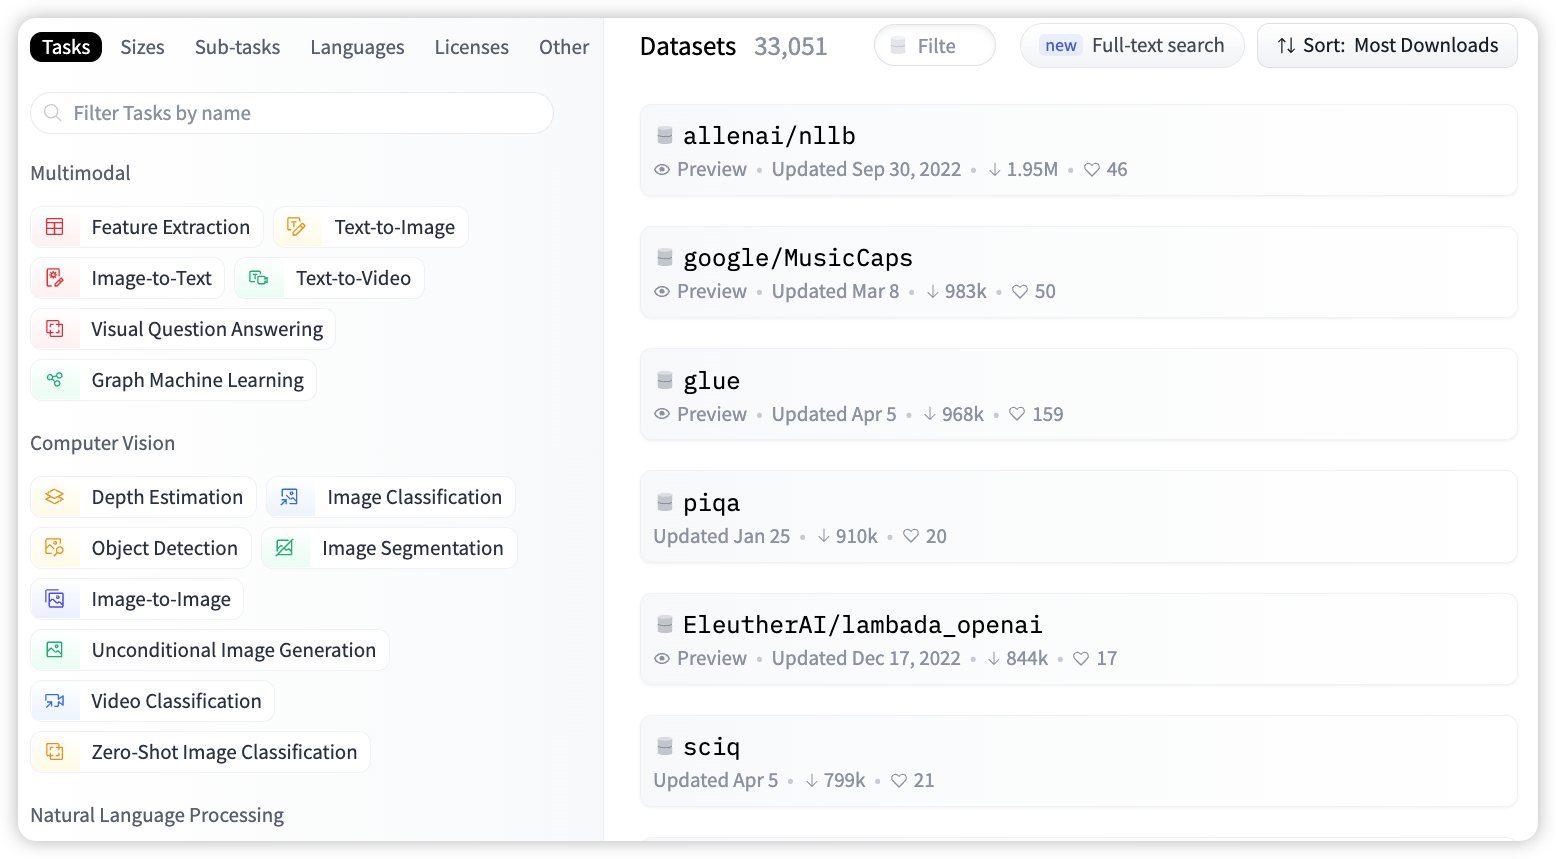 Tasks Sizes Sub-tasks Languages Licenses Other
Filter Tasks by name
Multimodal
Feature Extraction Text-to-Image
Image-to-Text Text-to-Video
Visual Question Answering
Graph Machine Learning
Computer Vision
Depth Estimation Image Classification
Object Detection Image Segmentation
Image-to-Image
Unconditional Image Generation
Video Classification
Zero-Shot Image Classification
Natural Language Processing
Datasets 33,051 Filte new Full-text search Sort: Most Downloads
allenai/nllb
Preview • Updated Sep 30, 2022 • ↓ 1.95M • ♡ 46
google/MusicCaps
Preview • Updated Mar 8 • ↓ 983k • ♡ 50
glue
Preview • Updated Apr 5 • ↓ 968k • ♡ 159
piqa
Updated Jan 25 • ↓ 910k • ♡ 20
EleutherAI/lambada_openai
Preview • Updated Dec 17, 2022 • ↓ 844k • ♡ 17
sciq
Updated Apr 5 • ↓ 799k • ♡ 21